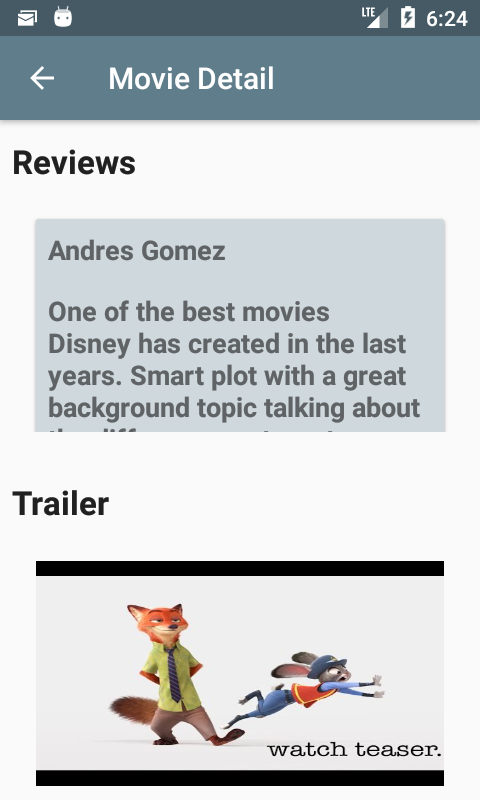 LTE 6:24
Movie Detail
Reviews
Andres Gomez
One of the best movies
Disney has created in the last
years. Smart plot with a great
background topic talking about
Trailer
watch teaser.